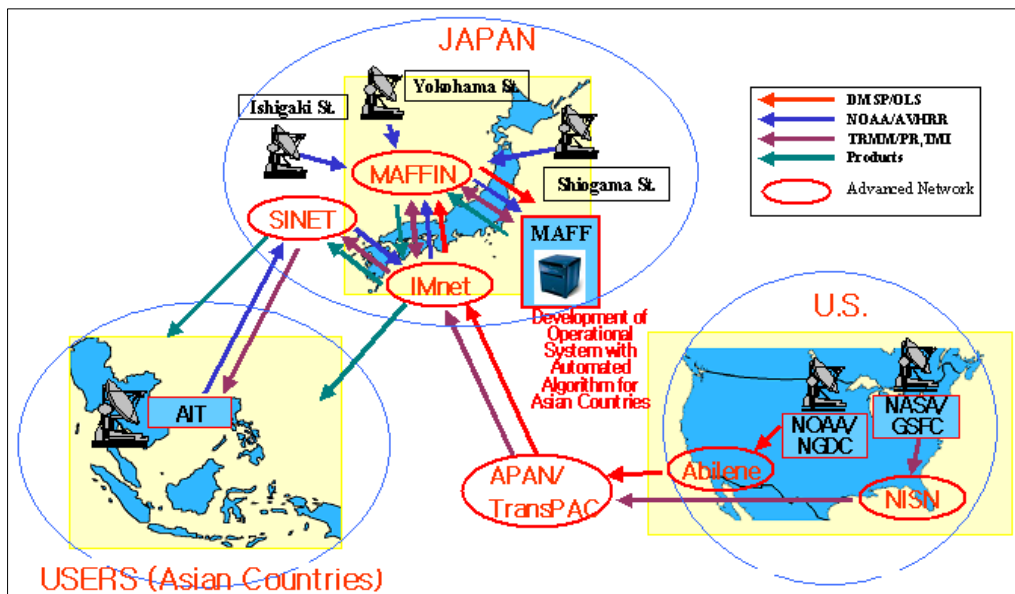 JAPAN
Yokohama St.
Ishigaki St.
DMSP/OLS
NOAA/AVHRR
TRMM/PR,TMI
Products
Advanced Network
MAFFIN
Shiogama St.
SINET
MAFF
IMnet
U.S.
Development of
Operational
System with
Automated
Algorithm for
Asian Countries
AIT
NOAA/
NGDC
NASA/
GSFC
APAN/
TransPAC
Abilene
NISN
USERS (Asian Countries)